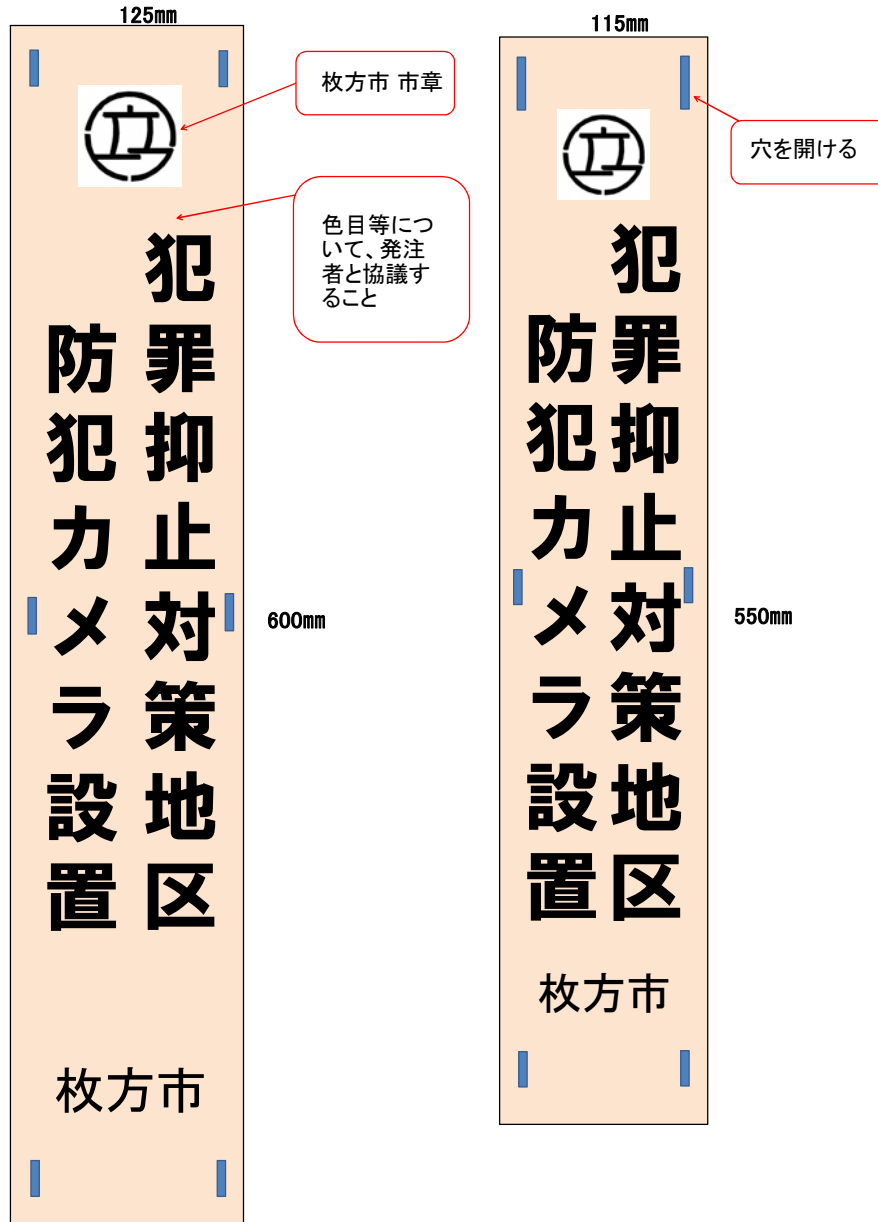 125mm
枚方市 市章
色目等につ
いて、発注
者と協議す
ること
犯罪抑止対策地区
防犯カメラ設置
枚方市
600mm
115mm
穴を開ける
犯罪抑止対策地区
防犯カメラ設置
枚方市
550mm